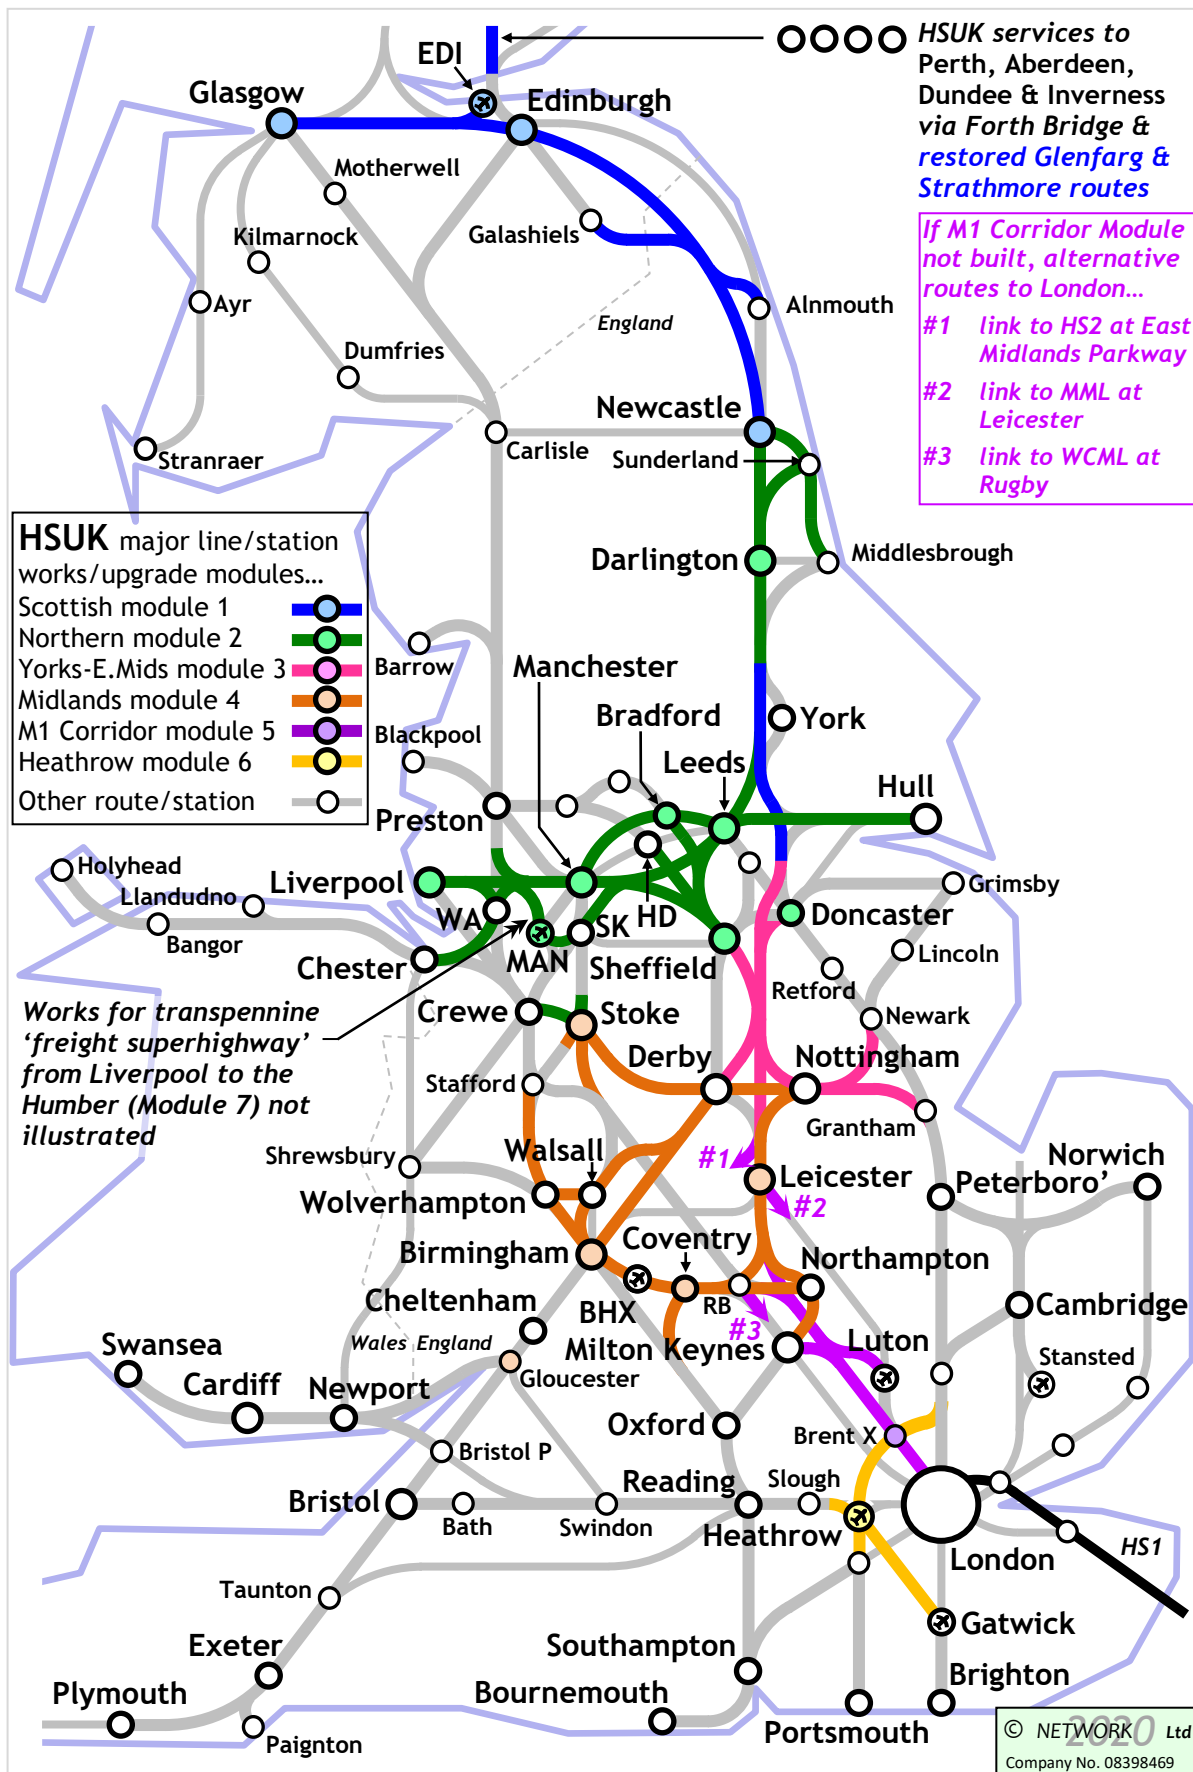 HSUK services to
Perth, Aberdeen,
Dundee & Inverness
via Forth Bridge &
restored Glenfarg &
Strathmore routes
If M1 Corridor Module
not built, alternative
routes to London…
#1 link to HS2 at East
Midlands Parkway
#2 link to MML at
Leicester
#3 link to WCML at
Rugby
EDI
Glasgow
Edinburgh
Motherwell
Kilmarnock
Galashiels
Ayr
Alnmouth
England
Dumfries
Newcastle
Carlisle
Sunderland
Stranraer
HSUK major line/station
works/upgrade modules…
Scottish module 1
Northern module 2
Yorks-E.Mids module 3
Midlands module 4
M1 Corridor module 5
Heathrow module 6
Other route/station
Darlington
Middlesbrough
Barrow
Manchester
Bradford
York
Blackpool
Leeds
Hull
Preston
Holyhead
Llandudno
Bangor
Liverpool
WA
HD
Grimsby
Doncaster
SK
MAN
Chester
Sheffield
Lincoln
Retford
Works for transpennine
‘freight superhighway’
from Liverpool to the
Humber (Module 7) not
illustrated
Crewe
Stoke
Newark
Derby
Nottingham
Stafford
Grantham
Shrewsbury
Walsall
#1
Leicester
Norwich
Peterboro’
Wolverhampton
#2
Birmingham
Coventry
Northampton
BHX
RB
Cambridge
Cheltenham
#3
Wales England
Milton Keynes
Luton
Stansted
Swansea
Gloucester
Cardiff
Newport
Oxford
Brent X
Bristol P
Reading
Slough
Bristol
Bath
Swindon
Heathrow
London
HS1
Taunton
Gatwick
Exeter
Southampton
Brighton
Plymouth
Bournemouth
Portsmouth
Paignton
© NETWORK 2020 Ltd
Company No. 08398469